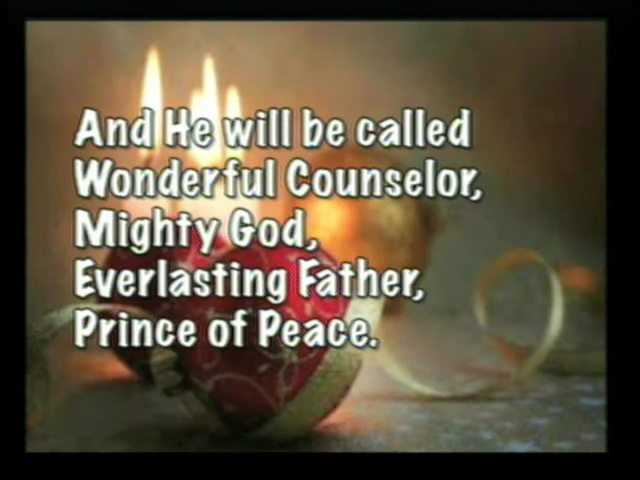 And He will be called
Wonderful Counselor,
Mighty God,
Everlasting Father,
Prince of Peace.